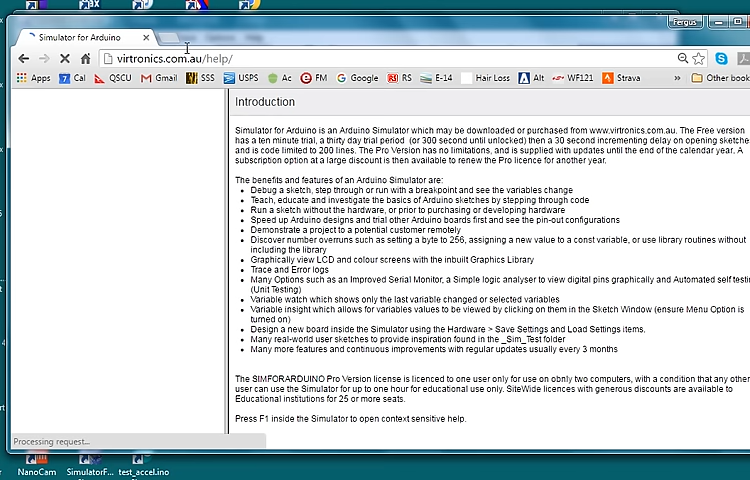 Fergus
Simulator for Arduino
virtronics.com.au/help/
Apps Cal QSCU Gmail SSS USPS Ac FM Google RS E-14 Hair Loss Alt WF121 Strava » Other book
Introduction
Simulator for Arduino is an Arduino Simulator which may be downloaded or purchased from www.virtronics.com.au. The Free version
has a ten minute trial, a thirty day trial period (or 300 second until unlocked) then a 30 second incrementing delay on opening sketches
and is code limited to 200 lines. The Pro Version has no limitations, and is supplied with updates until the end of the calendar year. A
subscription option at a large discount is then available to renew the Pro licence for another year.
The benefits and features of an Arduino Simulator are:
• Debug a sketch, step through or run with a breakpoint and see the variables change
• Teach, educate and investigate the basics of Arduino sketches by stepping through code
• Run a sketch without the hardware, or prior to purchasing or developing hardware
• Speed up Arduino designs and trial other Arduino boards first and see the pin-out configurations
• Demonstrate a project to a potential customer remotely
• Discover number overruns such as setting a byte to 256, assigning a new value to a const variable, or use library routines without
including the library
• Graphically view LCD and colour screens with the inbuilt Graphics Library
• Trace and Error logs
• Many Options such as an Improved Serial Monitor, a Simple logic analyser to view digital pins graphically and Automated self testi
(Unit Testing)
• Variable watch which shows only the last variable changed or selected variables
• Variable insight which allows for variables values to be viewed by clicking on them in the Sketch Window (ensure Menu Option is
turned on)
• Design a new board inside the Simulator using the Hardware > Save Settings and Load Settings items.
• Many real-world user sketches to provide inspiration found in the _Sim_Test folder
• Many more features and continuous improvements with regular updates usually every 3 months
The SIMFORARDUINO Pro Version license is licenced to one user only for use on obnly two computers, with a condition that any other
user can use the Simulator for up to one hour for educational use only. SiteWide licences with generous discounts are available to
Educational institutions for 25 or more seats.
Press F1 inside the Simulator to open context sensitive help.
Processing request...
NanoCam SimulatorF... test_accel.ino